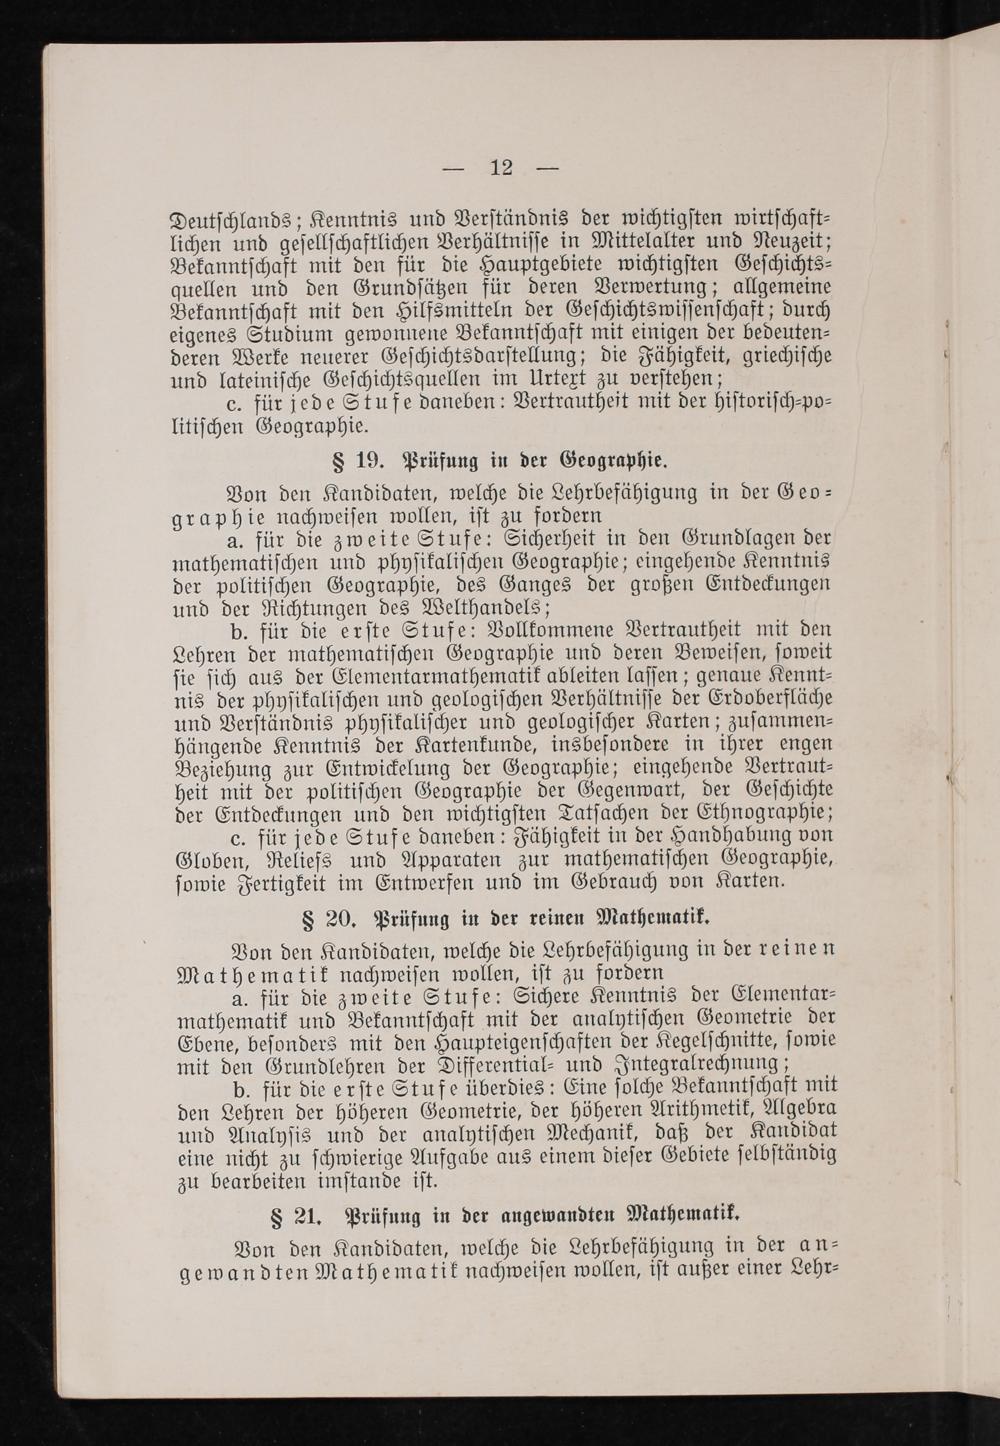 — 12 —
Deutschlands; Kenntnis und Verständnis der wichtigsten wirtschaft-
lichen und gesellschaftlichen Verhältnisse in Mittelalter und Neuzeit;
Bekanntschaft mit den für die Hauptgebiete wichtigsten Geschichts-
quellen und den Grundsätzen für deren Verwertung; allgemeine
Bekanntschaft mit den Hilfsmitteln der Geschichtswissenschaft; durch
eigenes Studium gewonnene Bekanntschaft mit einigen der bedeuten-
deren Werke neuerer Geschichtsdarstellung; die Fähigkeit, griechische
und lateinische Geschichtsquellen im Urtext zu verstehen;
c. für jede Stufe daneben: Vertrautheit mit der historisch-po-
litischen Geographie.
§ 19. Prüfung in der Geographie.
Von den Kandidaten, welche die Lehrbefähigung in der Geo-
graphie nachweisen wollen, ist zu fordern
a. für die zweite Stufe: Sicherheit in den Grundlagen der
mathematischen und physikalischen Geographie; eingehende Kenntnis
der politischen Geographie, des Ganges der großen Entdeckungen
und der Richtungen des Welthandels;
b. für die erste Stufe: Vollkommene Vertrautheit mit den
Lehren der mathematischen Geographie und deren Beweisen, soweit
sie sich aus der Elementarmathematik ableiten lassen; genaue Kennt-
nis der physikalischen und geologischen Verhältnisse der Erdoberfläche
und Verständnis physikalischer und geologischer Karten; zusammen-
hängende Kenntnis der Kartenkunde, insbesondere in ihrer engen
Beziehung zur Entwickelung der Geographie; eingehende Vertraut-
heit mit der politischen Geographie der Gegenwart, der Geschichte
der Entdeckungen und den wichtigsten Tatsachen der Ethnographie;
c. für jede Stufe daneben: Fähigkeit in der Handhabung von
Globen, Reliefs und Apparaten zur mathematischen Geographie,
sowie Fertigkeit im Entwerfen und im Gebrauch von Karten.
§ 20. Prüfung in der reinen Mathematik.
Von den Kandidaten, welche die Lehrbefähigung in der reinen
Mathematik nachweisen wollen, ist zu fordern
a. für die zweite Stufe: Sichere Kenntnis der Elementar-
mathematik und Bekanntschaft mit der analytischen Geometrie der
Ebene, besonders mit den Haupteigenschaften der Kegelschnitte, sowie
mit den Grundlehren der Differential- und Integralrechnung;
b. für die erste Stufe überdies: Eine solche Bekanntschaft mit
den Lehren der höheren Geometrie, der höheren Arithmetik, Algebra
und Analysis und der analytischen Mechanik, daß der Kandidat
eine nicht zu schwierige Aufgabe aus einem dieser Gebiete selbständig
zu bearbeiten imstande ist.
§ 21. Prüfung in der angewandten Mathematik.
Von den Kandidaten, welche die Lehrbefähigung in der an-
gewandten Mathematik nachweisen wollen, ist außer einer Lehr-